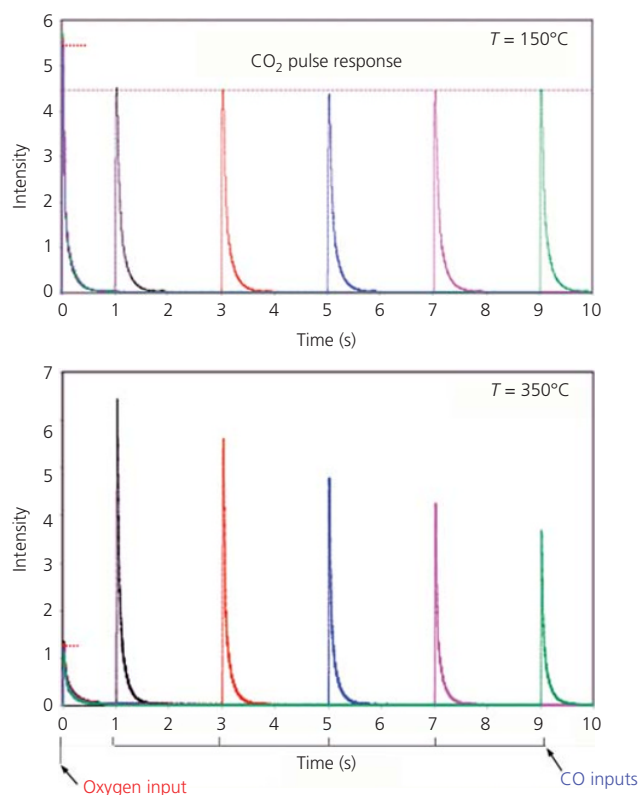 6
5
4
3
2
1
0
Intensity
T = 150°C
CO₂ pulse response
0 1 2 3 4 5 6 7 8 9 10
Time (s)
7
6
5
4
3
2
1
0
Intensity
T = 350°C
0 1 2 3 4 5 6 7 8 9 10
Time (s)
Oxygen input
CO inputs